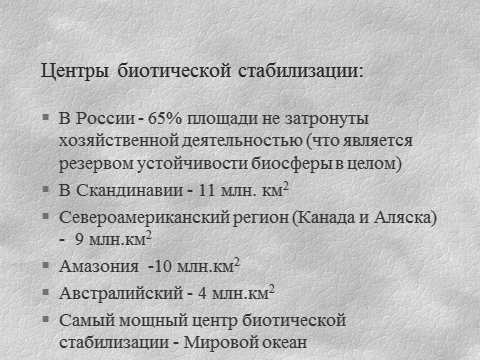 Центры биотической стабилизации:
В России - 65% площади не затронуты
хозяйственной деятельностью (что является
резервом устойчивости биосферы в целом)
В Скандинавии - 11 млн. км²
Североамериканский регион (Канада и Аляска)
- 9 млн.км²
Амазония -10 млн.км²
Австралийский - 4 млн.км²
Самый мощный центр биотической
стабилизации - Мировой океан